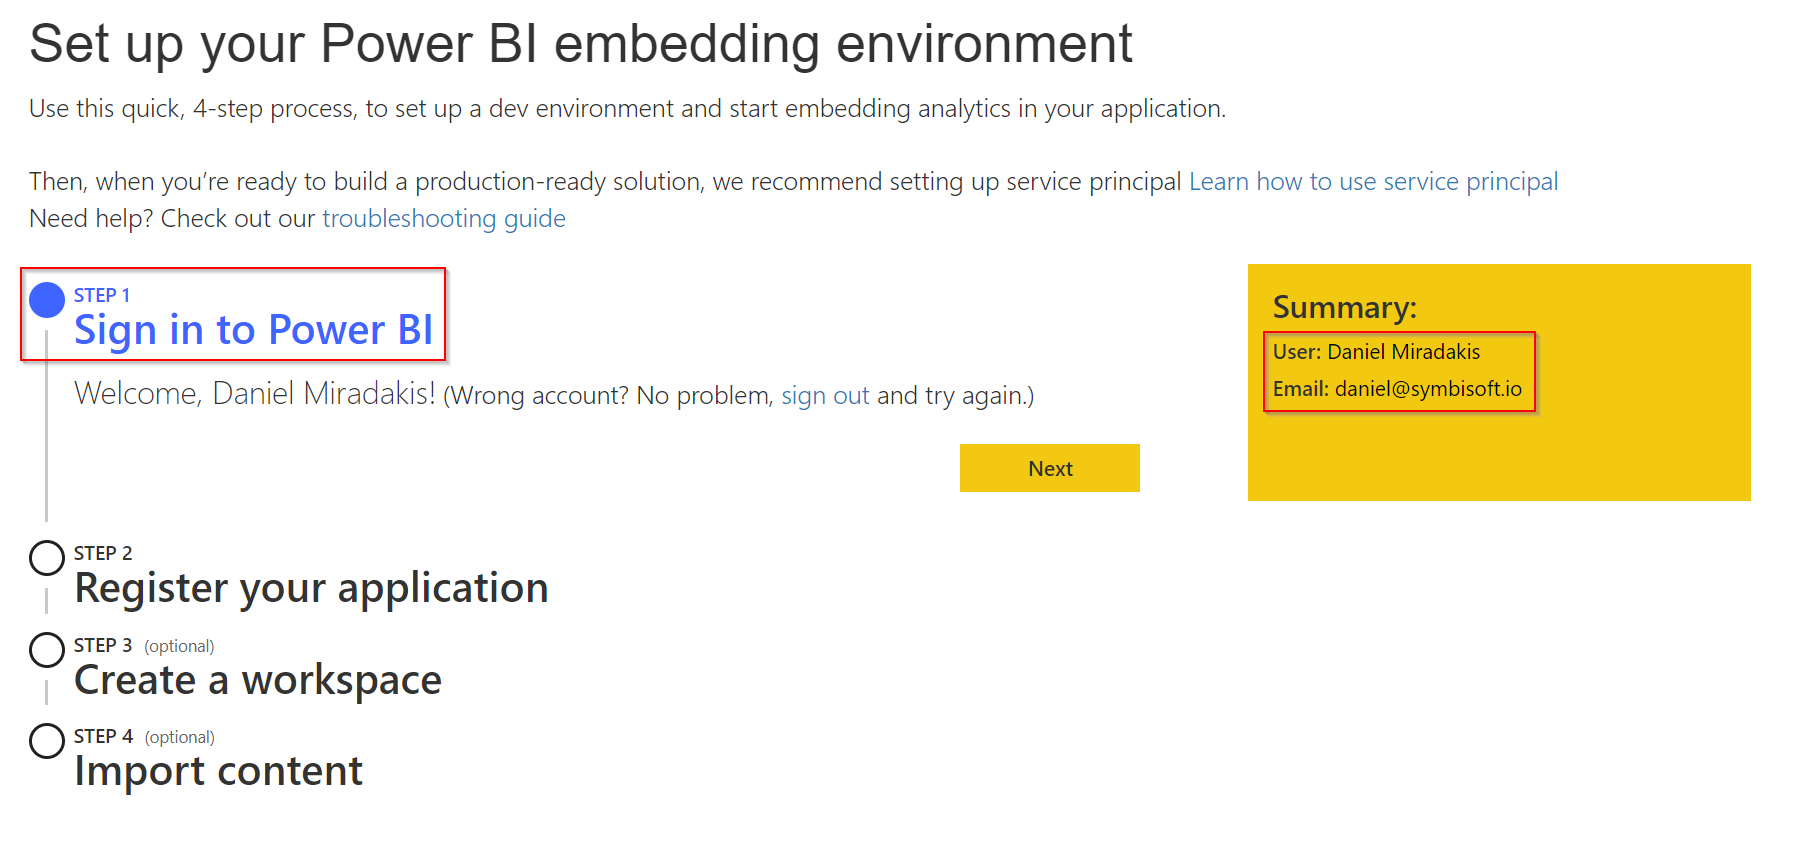 Set up your Power BI embedding environment
Use this quick, 4-step process, to set up a dev environment and start embedding analytics in your application.
Then, when you’re ready to build a production-ready solution, we recommend setting up service principal Learn how to use service principal
Need help? Check out our troubleshooting guide
STEP 1
Sign in to Power BI
Welcome, Daniel Miradakis! (Wrong account? No problem, sign out and try again.)
Next
Summary:
User: Daniel Miradakis
Email: daniel@symbisoft.io
STEP 2
Register your application
STEP 3 (optional)
Create a workspace
STEP 4 (optional)
Import content